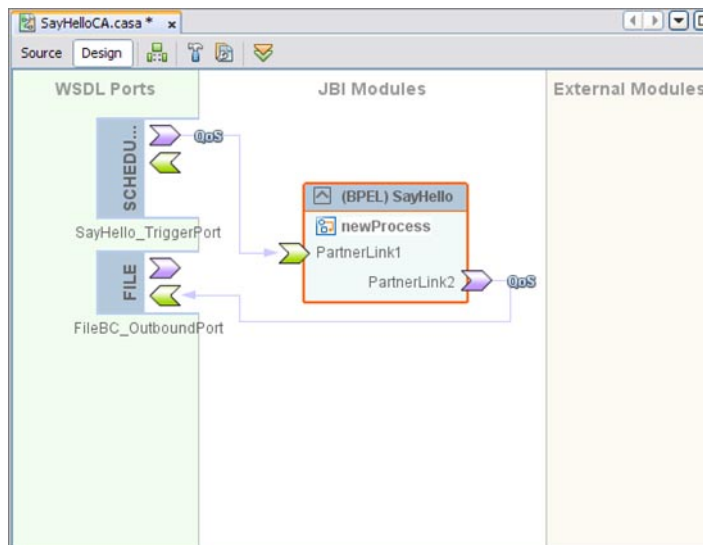 SayHelloCA.casa * x
Source Design
WSDL Ports JBI Modules External Modules
SCHEDU...
QoS
(BPEL) SayHello
newProcess
SayHello_TriggerPort
PartnerLink1
FILE
PartnerLink2 QoS
FileBC_OutboundPort